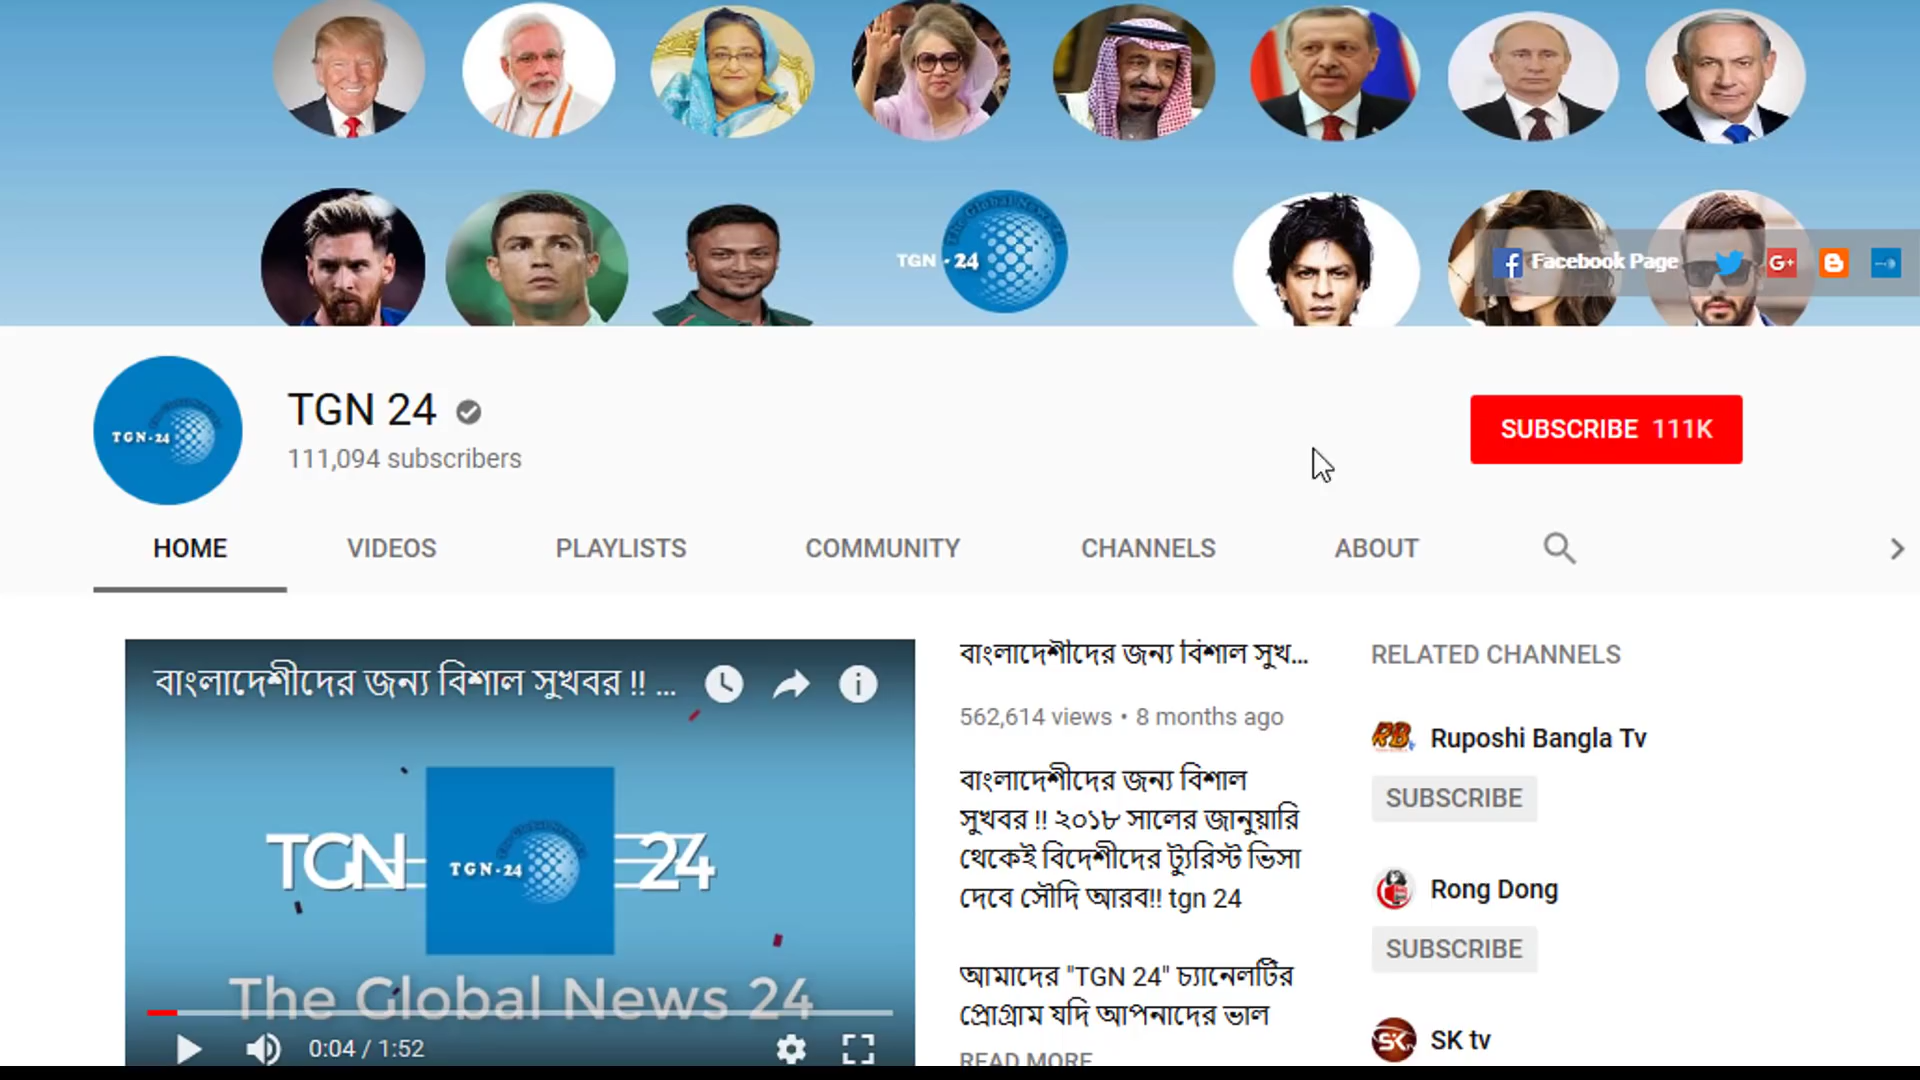 TGN - 24
Facebook Page
G+
TGN-24
TGN 24
111,094 subscribers
SUBSCRIBE 111K
HOME
VIDEOS
PLAYLISTS
COMMUNITY
CHANNELS
ABOUT
বাংলাদেশীদের জন্য বিশাল সুখবর !! ...
TGN
TGN-24
24
The Global News 24
0:04 / 1:52
বাংলাদেশীদের জন্য বিশাল সুখ...
562,614 views • 8 months ago
বাংলাদেশীদের জন্য বিশাল
সুখবর !! ২০১৮ সালের জানুয়ারি
থেকেই বিদেশীদের ট্যুরিস্ট ভিসা
দেবে সৌদি আরব!! tgn 24
আমাদের "TGN 24" চ্যানেলটির
প্রোগ্রাম যদি আপনাদের ভাল
READ MORE
RELATED CHANNELS
Ruposhi Bangla Tv
SUBSCRIBE
Rong Dong
SUBSCRIBE
SK tv